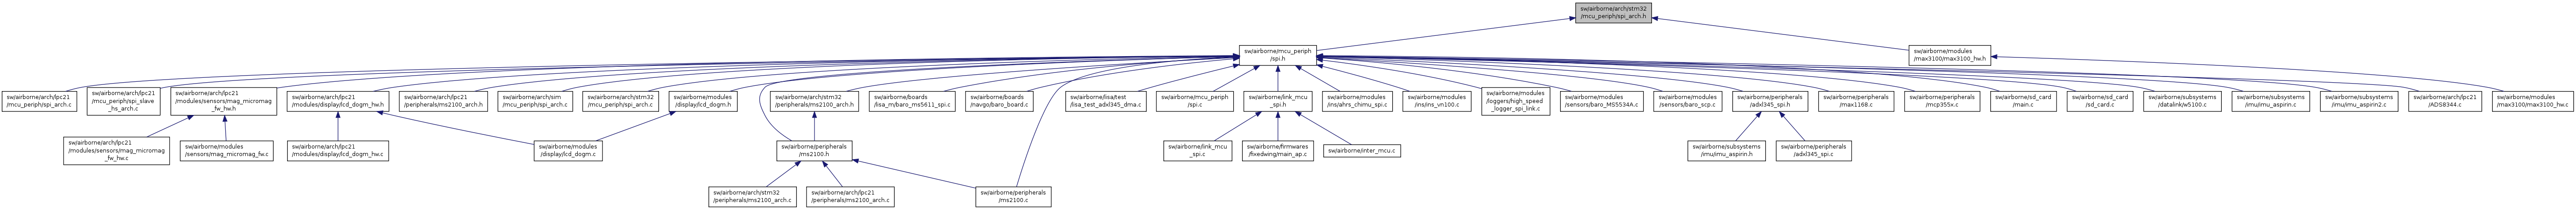 sw/airborne/arch/stm32
/mcu_periph/spi_arch.h
sw/airborne/mcu_periph
/spi.h
sw/airborne/modules
/max3100/max3100_hw.h
sw/airborne/arch/lpc21
/mcu_periph/spi_arch.c
sw/airborne/arch/lpc21
/mcu_periph/spi_slave
_hs_arch.c
sw/airborne/arch/lpc21
/modules/sensors/mag_micromag
_fw_hw.h
sw/airborne/arch/lpc21
/modules/display/lcd_dogm_hw.h
sw/airborne/arch/lpc21
/peripherals/ms2100_arch.h
sw/airborne/arch/sim
/mcu_periph/spi_arch.c
sw/airborne/arch/stm32
/mcu_periph/spi_arch.c
sw/airborne/modules
/display/lcd_dogm.h
sw/airborne/arch/stm32
/peripherals/ms2100_arch.h
sw/airborne/boards
/lisa_m/baro_ms5611_spi.c
sw/airborne/boards
/navgo/baro_board.c
sw/airborne/lisa/test
/lisa_test_adxl345_dma.c
sw/airborne/mcu_periph
/spi.c
sw/airborne/link_mcu
_spi.h
sw/airborne/modules
/ins/ahrs_chimu_spi.c
sw/airborne/modules
/ins/ins_vn100.c
sw/airborne/modules
/loggers/high_speed
_logger_spi_link.c
sw/airborne/modules
/sensors/baro_MS5534A.c
sw/airborne/modules
/sensors/baro_scp.c
sw/airborne/peripherals
/adxl345_spi.h
sw/airborne/peripherals
/max1168.c
sw/airborne/peripherals
/mcp355x.c
sw/airborne/sd_card
/main.c
sw/airborne/sd_card
/sd_card.c
sw/airborne/subsystems
/datalink/w5100.c
sw/airborne/subsystems
/imu/imu_aspirin.c
sw/airborne/subsystems
/imu/imu_aspirin2.c
sw/airborne/arch/lpc21
/ADS8344.c
sw/airborne/modules
/max3100/max3100_hw.c
sw/airborne/arch/lpc21
/modules/sensors/mag_micromag
_fw_hw.c
sw/airborne/modules
/sensors/mag_micromag_fw.c
sw/airborne/arch/lpc21
/modules/display/lcd_dogm_hw.c
sw/airborne/modules
/display/lcd_dogm.c
sw/airborne/peripherals
/ms2100.h
sw/airborne/link_mcu
_spi.c
sw/airborne/firmwares
/fixedwing/main_ap.c
sw/airborne/inter_mcu.c
sw/airborne/subsystems
/imu/imu_aspirin.h
sw/airborne/peripherals
/adxl345_spi.c
sw/airborne/arch/stm32
/peripherals/ms2100_arch.c
sw/airborne/arch/lpc21
/peripherals/ms2100_arch.c
sw/airborne/peripherals
/ms2100.c